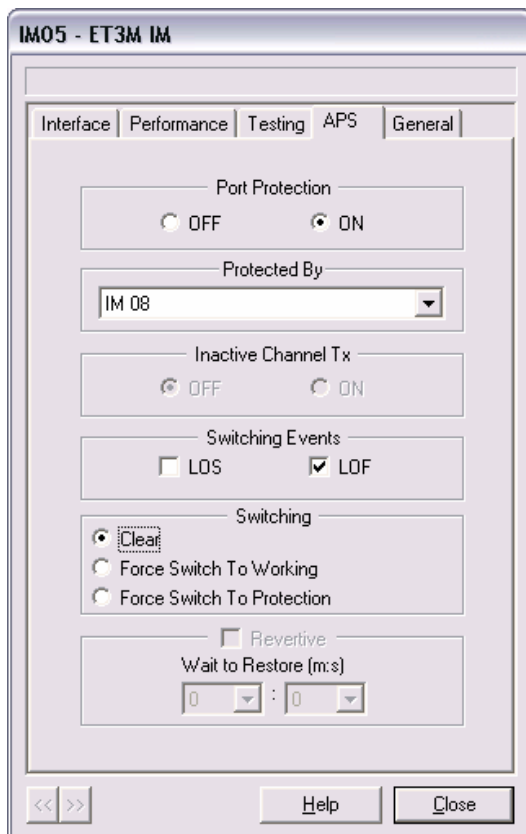 IM05 - ET3M IM
Interface Performance Testing APS General
Port Protection
OFF ON
Protected By
IM 08
Inactive Channel Tx
OFF ON
Switching Events
LOS LOF
Switching
Clear
Force Switch To Working
Force Switch To Protection
Revertive
Wait to Restore (m:s)
0 : 0
<< >> Help Close